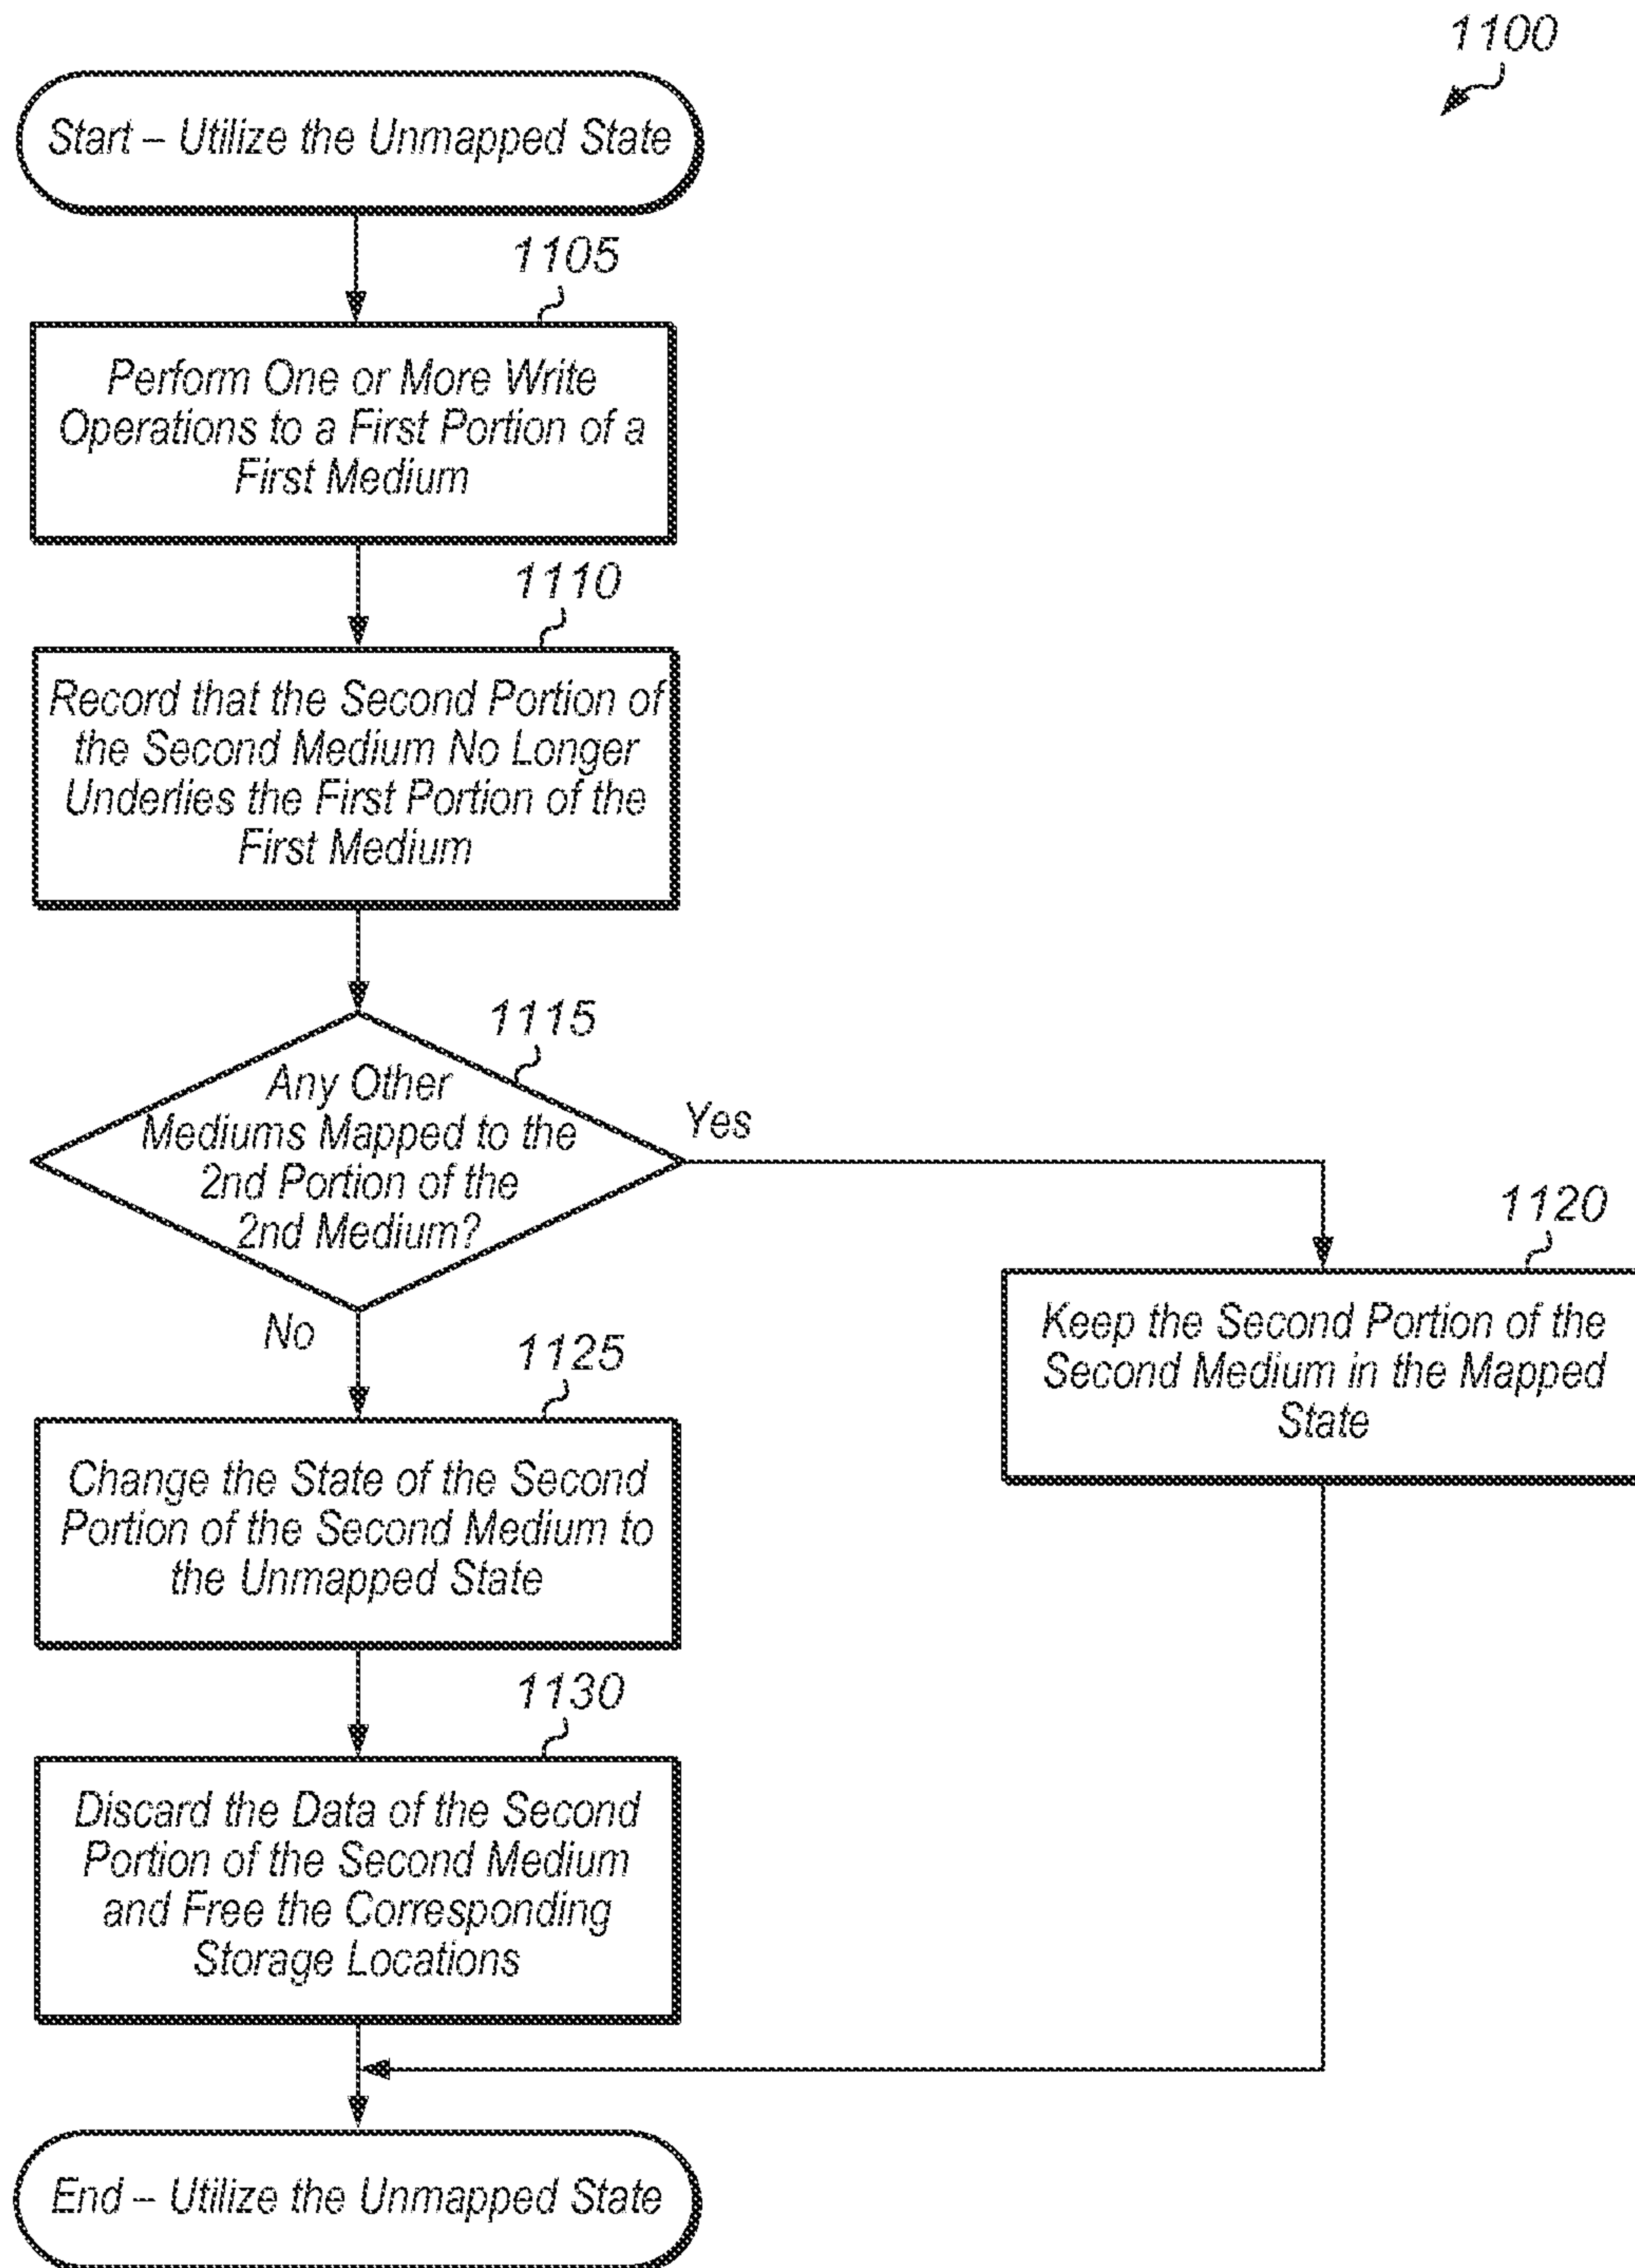 1100
Start – Utilize the Unmapped State
1105
Perform One or More Write
Operations to a First Portion of a
First Medium
1110
Record that the Second Portion of
the Second Medium No Longer
Underlies the First Portion of the
First Medium
1115
Any Other
Mediums Mapped to the
2nd Portion of the
2nd Medium?
Yes
No
1120
Keep the Second Portion of the
Second Medium in the Mapped
State
1125
Change the State of the Second
Portion of the Second Medium to
the Unmapped State
1130
Discard the Data of the Second
Portion of the Second Medium
and Free the Corresponding
Storage Locations
End – Utilize the Unmapped State